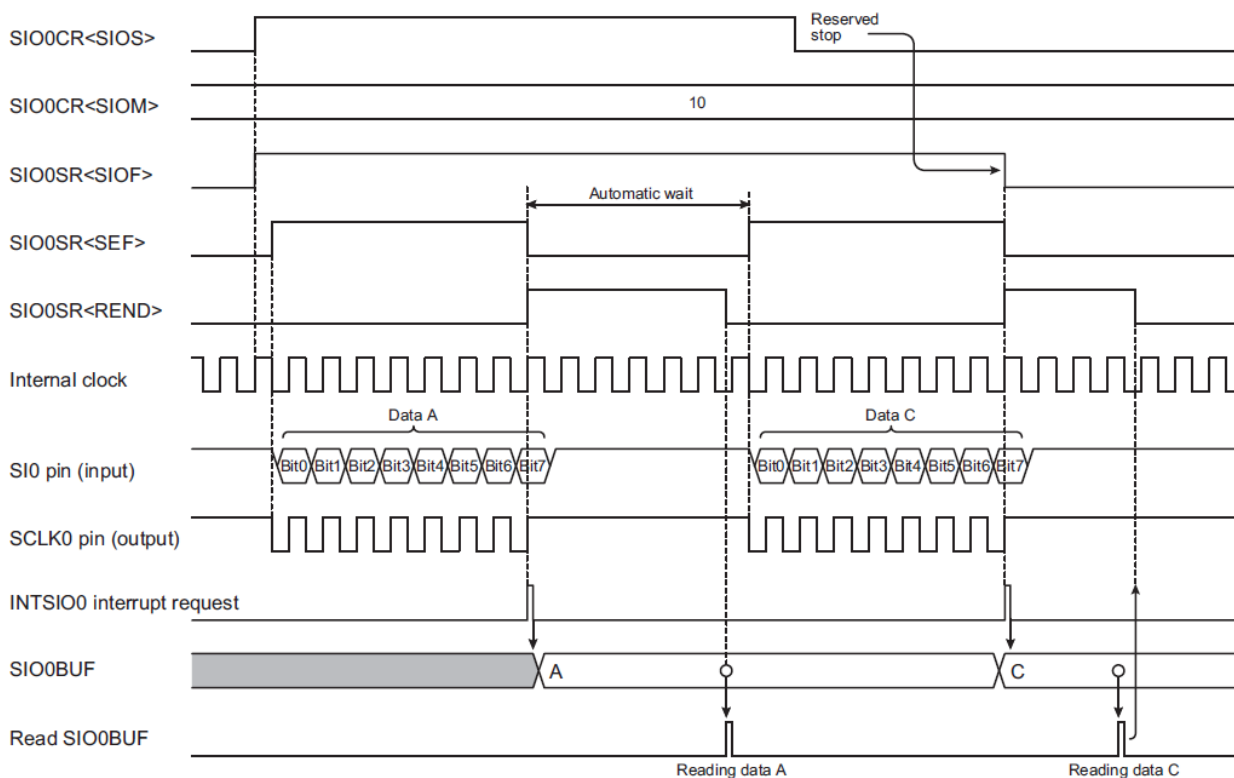 Reserved
stop
SIO0CR<SIOS>
SIO0CR<SIOM>
10
SIO0SR<SIOF>
Automatic wait
SIO0SR<SEF>
SIO0SR<REND>
Internal clock
Data A
Data C
SI0 pin (input)
Bit0 Bit1 Bit2 Bit3 Bit4 Bit5 Bit6 Bit7
Bit0 Bit1 Bit2 Bit3 Bit4 Bit5 Bit6 Bit7
SCLK0 pin (output)
INTSIO0 interrupt request
SIO0BUF
A
C
Read SIO0BUF
Reading data A
Reading data C